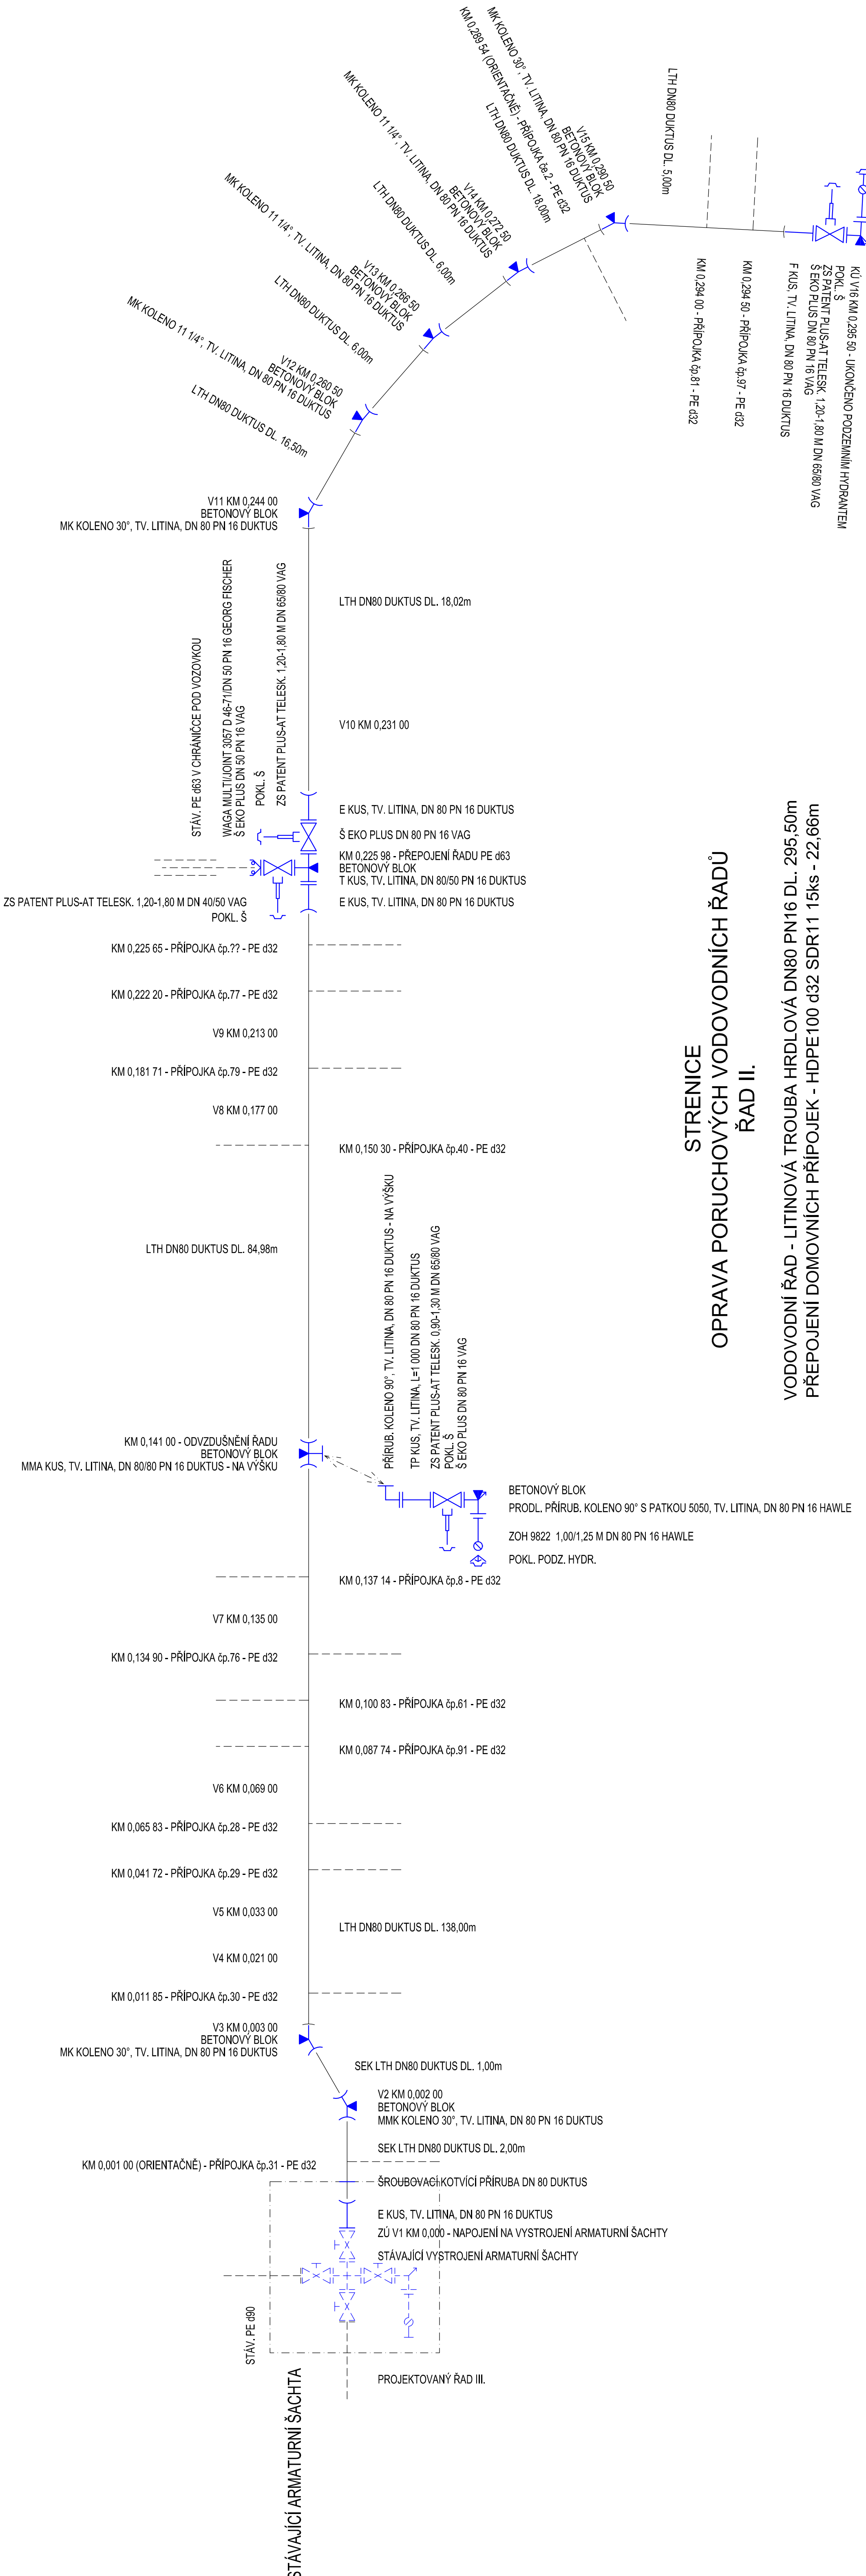 LTH DN80 DUKTUS DL. 5,00m
V15 KM 0,290 50
BETONOVÝ BLOK
MK KOLENO 30°, TV. LITINA, DN 80 PN 16 DUKTUS
KM 0,289 54 (ORIENTAČNĚ) - PŘÍPOJKA če.2 - PE d32
LTH DN80 DUKTUS DL. 18,00m
V14 KM 0,272 50
BETONOVÝ BLOK
MK KOLENO 11 1/4°, TV. LITINA, DN 80 PN 16 DUKTUS
LTH DN80 DUKTUS DL. 6,00m
V13 KM 0,266 50
BETONOVÝ BLOK
MK KOLENO 11 1/4°, TV. LITINA, DN 80 PN 16 DUKTUS
LTH DN80 DUKTUS DL. 6,00m
V12 KM 0,260 50
BETONOVÝ BLOK
MK KOLENO 11 1/4°, TV. LITINA, DN 80 PN 16 DUKTUS
LTH DN80 DUKTUS DL. 16,50m
KM 0,294 00 - PŘÍPOJKA čp.81 - PE d32
KM 0,294 50 - PŘÍPOJKA čp.97 - PE d32
F KUS, TV. LITINA, DN 80 PN 16 DUKTUS
KÚ V16 KM 0,295 50 - UKONČENO PODZEMNÍM HYDRANTEM
POKL. Š
ZS PATENT PLUS-AT TELESK. 1,20-1,80 M DN 65/80 VAG
Š EKO PLUS DN 80 PN 16 VAG
V11 KM 0,244 00
BETONOVÝ BLOK
MK KOLENO 30°, TV. LITINA, DN 80 PN 16 DUKTUS
LTH DN80 DUKTUS DL. 18,02m
STÁV. PE d63 V CHRÁNIČCE POD VOZOVKOU
WAGA MULTI/JOINT 3057 D 46-71/DN 50 PN 16 GEORG FISCHER
Š EKO PLUS DN 50 PN 16 VAG
POKL. Š
ZS PATENT PLUS-AT TELESK. 1,20-1,80 M DN 65/80 VAG
V10 KM 0,231 00
E KUS, TV. LITINA, DN 80 PN 16 DUKTUS
Š EKO PLUS DN 80 PN 16 VAG
KM 0,225 98 - PŘEPOJENÍ ŘADU PE d63
BETONOVÝ BLOK
T KUS, TV. LITINA, DN 80/50 PN 16 DUKTUS
E KUS, TV. LITINA, DN 80 PN 16 DUKTUS
ZS PATENT PLUS-AT TELESK. 1,20-1,80 M DN 40/50 VAG
POKL. Š
KM 0,225 65 - PŘÍPOJKA čp.?? - PE d32
KM 0,222 20 - PŘÍPOJKA čp.77 - PE d32
V9 KM 0,213 00
KM 0,181 71 - PŘÍPOJKA čp.79 - PE d32
V8 KM 0,177 00
KM 0,150 30 - PŘÍPOJKA čp.40 - PE d32
LTH DN80 DUKTUS DL. 84,98m
STRENICE
OPRAVA PORUCHOVÝCH VODOVODNÍCH ŘADŮ
ŘAD II.
VODOVODNÍ ŘAD - LITINOVÁ TROUBA HRDLOVÁ DN80 PN16 DL. 295,50m
PŘEPOJENÍ DOMOVNÍCH PŘÍPOJEK - HDPE100 d32 SDR11 15ks - 22,66m
PŘÍRUB. KOLENO 90°, TV. LITINA, DN 80 PN 16 DUKTUS - NA VÝŠKU
TP KUS, TV. LITINA, L=1 000 DN 80 PN 16 DUKTUS
ZS PATENT PLUS-AT TELESK. 0,90-1,30 M DN 65/80 VAG
POKL. Š
Š EKO PLUS DN 80 PN 16 VAG
KM 0,141 00 - ODVZDUŠNĚNÍ ŘADU
BETONOVÝ BLOK
MMA KUS, TV. LITINA, DN 80/80 PN 16 DUKTUS - NA VÝŠKU
BETONOVÝ BLOK
PRODL. PŘÍRUB. KOLENO 90° S PATKOU 5050, TV. LITINA, DN 80 PN 16 HAWLE
ZOH 9822 1,00/1,25 M DN 80 PN 16 HAWLE
POKL. PODZ. HYDR.
KM 0,137 14 - PŘÍPOJKA čp.8 - PE d32
V7 KM 0,135 00
KM 0,134 90 - PŘÍPOJKA čp.76 - PE d32
KM 0,100 83 - PŘÍPOJKA čp.61 - PE d32
KM 0,087 74 - PŘÍPOJKA čp.91 - PE d32
V6 KM 0,069 00
KM 0,065 83 - PŘÍPOJKA čp.28 - PE d32
KM 0,041 72 - PŘÍPOJKA čp.29 - PE d32
V5 KM 0,033 00
LTH DN80 DUKTUS DL. 138,00m
V4 KM 0,021 00
KM 0,011 85 - PŘÍPOJKA čp.30 - PE d32
V3 KM 0,003 00
BETONOVÝ BLOK
MK KOLENO 30°, TV. LITINA, DN 80 PN 16 DUKTUS
SEK LTH DN80 DUKTUS DL. 1,00m
V2 KM 0,002 00
BETONOVÝ BLOK
MMK KOLENO 30°, TV. LITINA, DN 80 PN 16 DUKTUS
SEK LTH DN80 DUKTUS DL. 2,00m
KM 0,001 00 (ORIENTAČNĚ) - PŘÍPOJKA čp.31 - PE d32
ŠROUBOVACI KOTVÍCÍ PŘÍRUBA DN 80 DUKTUS
E KUS, TV. LITINA, DN 80 PN 16 DUKTUS
ZÚ V1 KM 0,000 - NAPOJENÍ NA VYSTROJENÍ ARMATURNÍ ŠACHTY
STÁVAJÍCÍ VYSTROJENÍ ARMATURNÍ ŠACHTY
STÁV. PE d90
PROJEKTOVANÝ ŘAD III.
STÁVAJÍCÍ ARMATURNÍ ŠACHTA